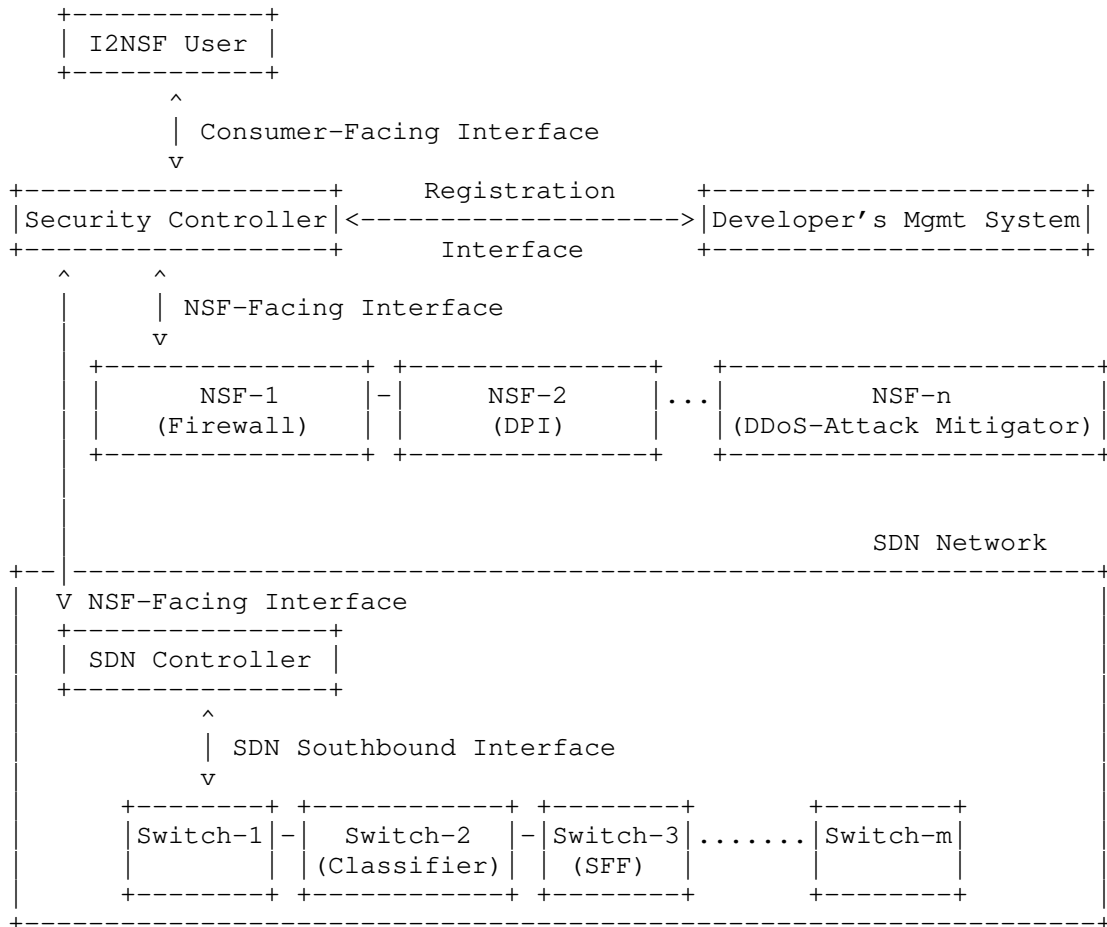 I2NSF User
Consumer-Facing Interface
Registration
Security Controller Developer's Mgmt System
Interface
NSF-Facing Interface
NSF-1 NSF-2 ... NSF-n
(Firewall) (DPI) (DDoS-Attack Mitigator)
SDN Network
V NSF-Facing Interface
SDN Controller
SDN Southbound Interface
Switch-1 Switch-2 Switch-3 ....... Switch-m
(Classifier) (SFF)